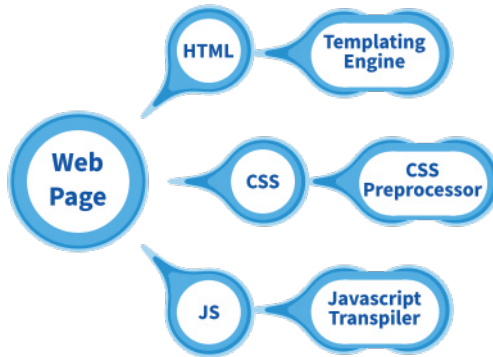 Web
Page
HTML
Templating
Engine
CSS
CSS
Preprocessor
JS
Javascript
Transpiler